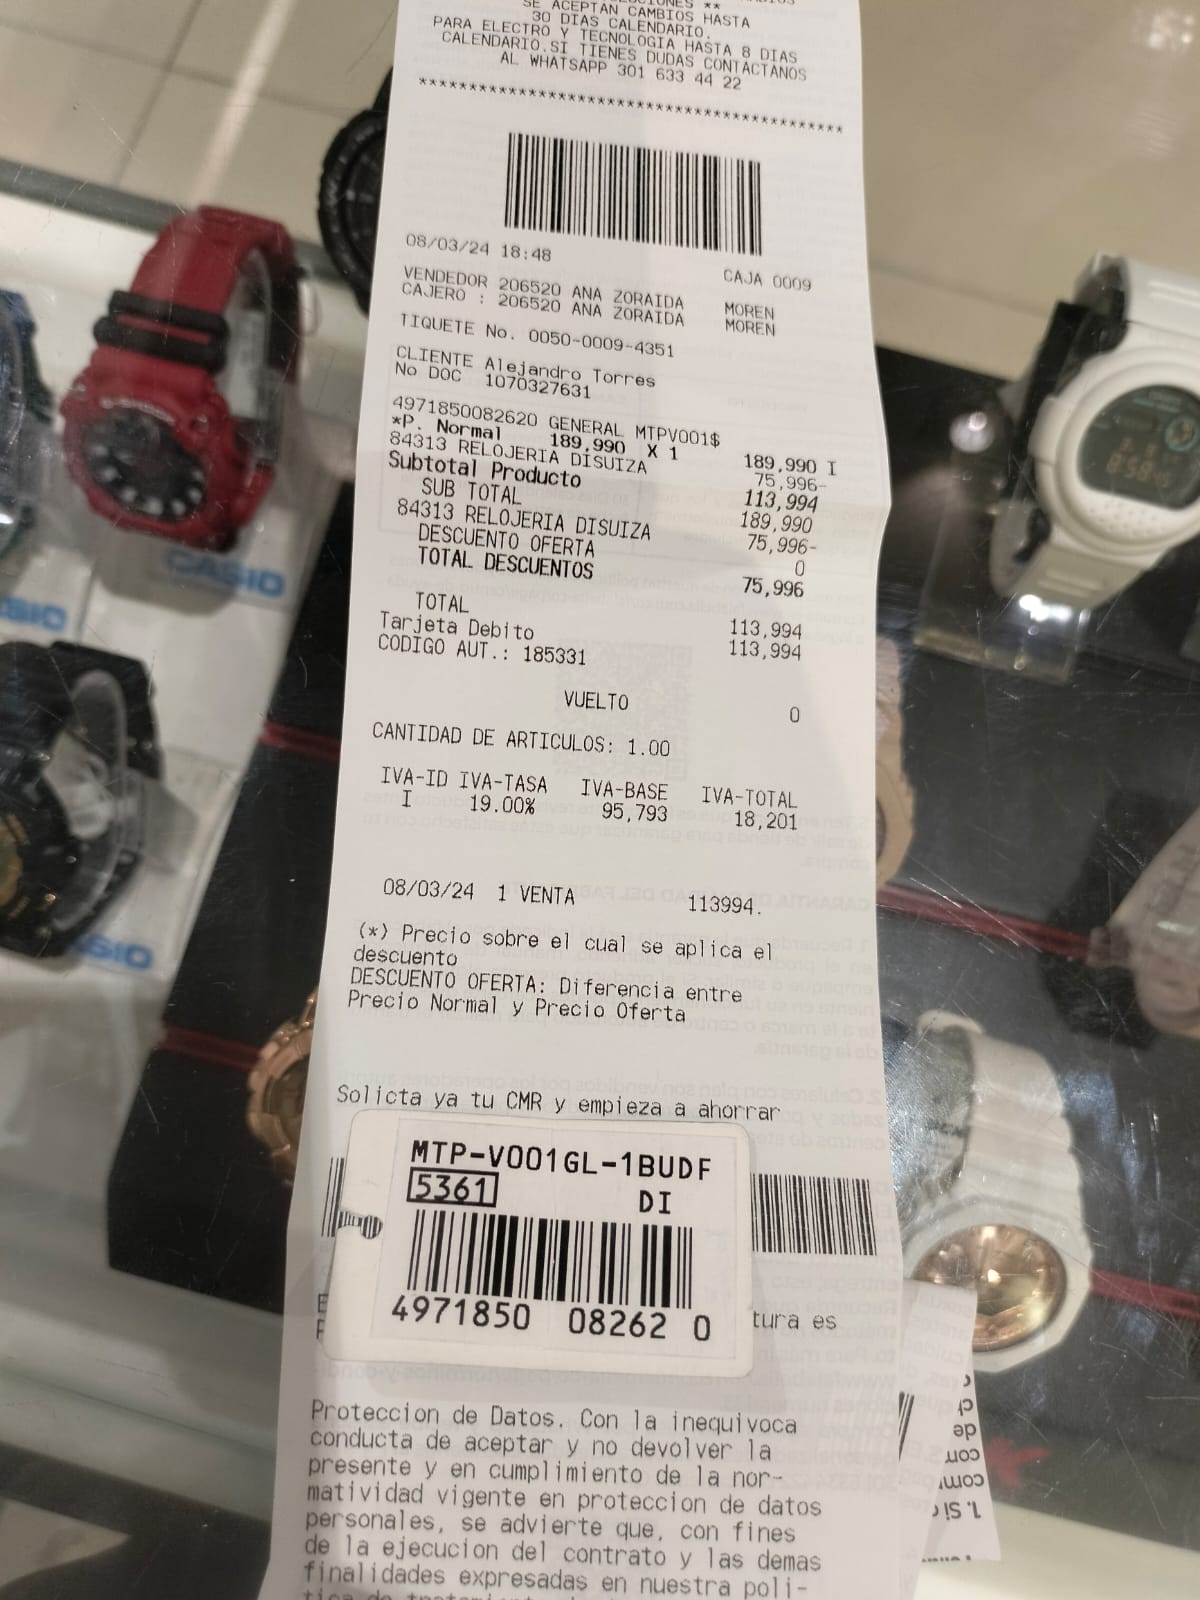 CIONES **
SE ACEPTAN CAMBIOS HASTA
30 DIAS CALENDARIO.
PARA ELECTRO Y TECNOLOGIA HASTA 8 DIAS
CALENDARIO.SI TIENES DUDAS CONTACTANOS
AL WHATSAPP 301 633 44 22
******************************************
08/03/24 18:48 CAJA 0009
VENDEDOR 206520 ANA ZORAIDA MOREN
CAJERO : 206520 ANA ZORAIDA MOREN
TIQUETE No. 0050-0009-4351
CLIENTE Alejandro Torres
No DOC 1070327631
4971850082620 GENERAL MTPV001$
*P. Normal 189,990 X 1 189,990 I
84313 RELOJERIA DISUIZA 75,996-
Subtotal Producto 113,994
SUB TOTAL 189,990
84313 RELOJERIA DISUIZA 75,996-
DESCUENTO OFERTA 0
TOTAL DESCUENTOS 75,996
TOTAL 113,994
Tarjeta Debito 113,994
CODIGO AUT.: 185331
VUELTO 0
CANTIDAD DE ARTICULOS: 1.00
IVA-ID IVA-TASA IVA-BASE IVA-TOTAL
I 19.00% 95,793 18,201
08/03/24 1 VENTA 113994.
(*) Precio sobre el cual se aplica el
descuento
DESCUENTO OFERTA: Diferencia entre
Precio Normal y Precio Oferta
Solicta ya tu CMR y empieza a ahorrar
MTP-V001GL-1BUDF
5361 DI
4971850 08262 0
tura es
Proteccion de Datos. Con la inequivoca
conducta de aceptar y no devolver la
presente y en cumplimiento de la nor-
matividad vigente en proteccion de datos
personales, se advierte que, con fines
de la ejecucion del contrato y las demas
finalidades expresadas en nuestra poli-
CASIO
SIO
SIO